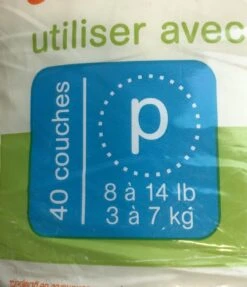 utiliser avec
40 couches
p
8 à 14 lb
3 à 7 kg